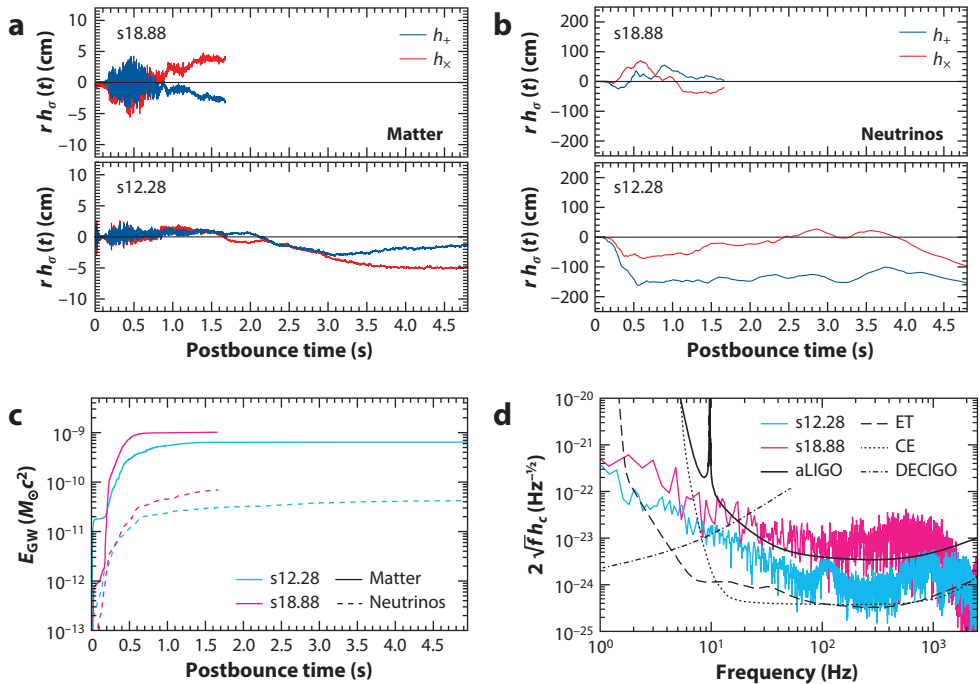 a
s18.88
h₊
h×
r hσ (t) (cm)
10
5
0
−5
−10
Matter
s12.28
r hσ (t) (cm)
10
5
0
−5
−10
0 0.5 1.0 1.5 2.0 2.5 3.0 3.5 4.0 4.5
Postbounce time (s)
b
s18.88
h₊
h×
r hσ (t) (cm)
200
100
0
−100
−200
Neutrinos
s12.28
r hσ (t) (cm)
200
100
0
−100
−200
0 0.5 1.0 1.5 2.0 2.5 3.0 3.5 4.0 4.5
Postbounce time (s)
c
E_GW (M⊙c²)
10⁻⁹
10⁻¹⁰
10⁻¹¹
10⁻¹²
10⁻¹³
s12.28 Matter
s18.88 Neutrinos
0 0.5 1.0 1.5 2.0 2.5 3.0 3.5 4.0 4.5
Postbounce time (s)
d
2 √f h_c (Hz⁻¹ᐟ²)
10⁻²⁰
10⁻²¹
10⁻²²
10⁻²³
10⁻²⁴
10⁻²⁵
s12.28 ET
s18.88 CE
aLIGO DECIGO
10⁰ 10¹ 10² 10³
Frequency (Hz)